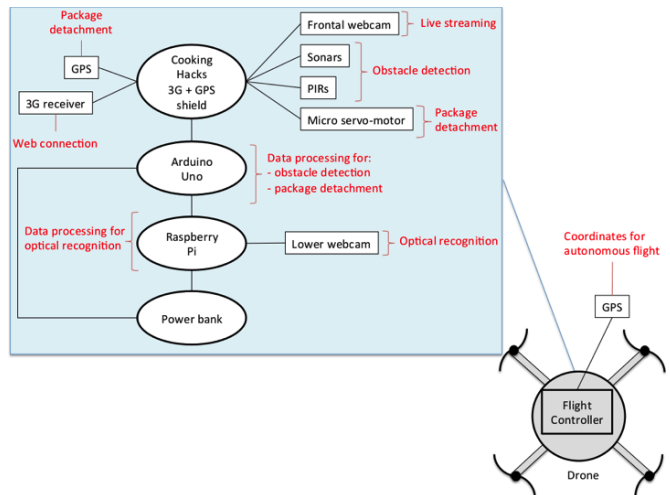 Package
detachment
GPS
3G receiver
Web connection
Cooking
Hacks
3G + GPS
shield
Frontal webcam
Live streaming
Sonars
Obstacle detection
PIRs
Micro servo-motor
Package
detachment
Arduino
Uno
Data processing for:
- obstacle detection
- package detachment
Data processing for
optical recognition
Raspberry
Pi
Lower webcam
Optical recognition
Power bank
Coordinates for
autonomous flight
GPS
Flight
Controller
Drone